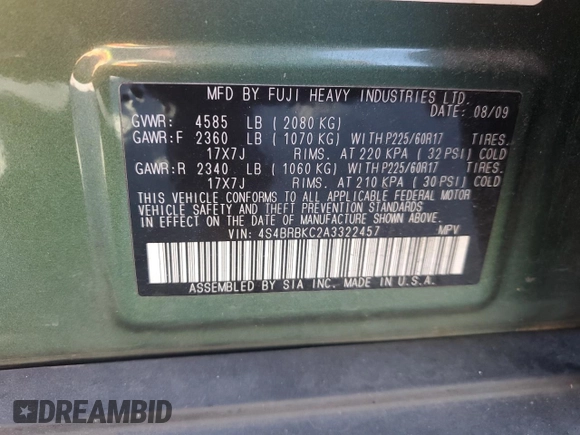 MFD BY FUJI HEAVY INDUSTRIES LTD.
DATE: 08/09
GVWR: 4585 LB ( 2080 KG)
GAWR:F 2360 LB ( 1070 KG) WITH P225/60R17 TIRES.
17X7J RIMS. AT 220 KPA ( 32 PSI) COLD
GAWR:R 2340 LB ( 1060 KG) WITH P225/60R17 TIRES.
17X7J RIMS. AT 210 KPA ( 30 PSI) COLD
THIS VEHICLE CONFORMS TO ALL APPLICABLE FEDERAL MOTOR
VEHICLE SAFETY AND THEFT PREVENTION STANDARDS
IN EFFECT ON THE DATE OF MANUFACTURE SHOWN ABOVE.
VIN: 4S4BRBKC2A3322457 MPV
ASSEMBLED BY SIA INC. MADE IN U.S.A.
DREAMBID